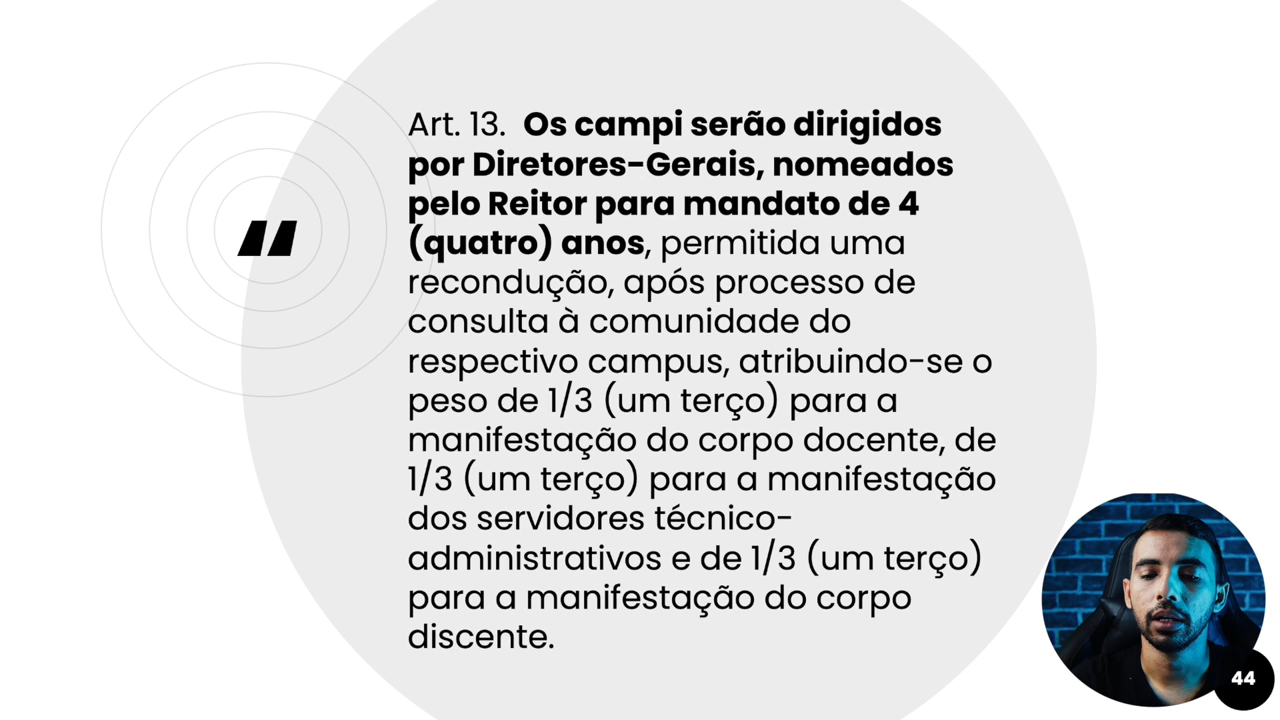 “
Art. 13. Os campi serão dirigidos
por Diretores-Gerais, nomeados
pelo Reitor para mandato de 4
(quatro) anos, permitida uma
recondução, após processo de
consulta à comunidade do
respectivo campus, atribuindo-se o
peso de 1/3 (um terço) para a
manifestação do corpo docente, de
1/3 (um terço) para a manifestação
dos servidores técnico-
administrativos e de 1/3 (um terço)
para a manifestação do corpo
discente.
44